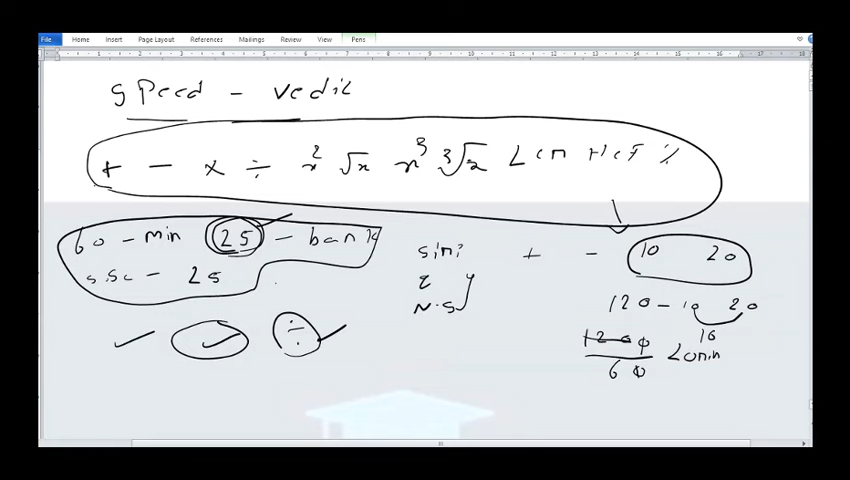 File Home Insert Page Layout References Mailings Review View Pens
speed - vedic
+ - × ÷ x² √x x³ ³√x Lcm HCF %
60 - min 25 - bank
ssc - 25
simi + - 10 20
N.S
120 - 10 20
10
1200
60
÷